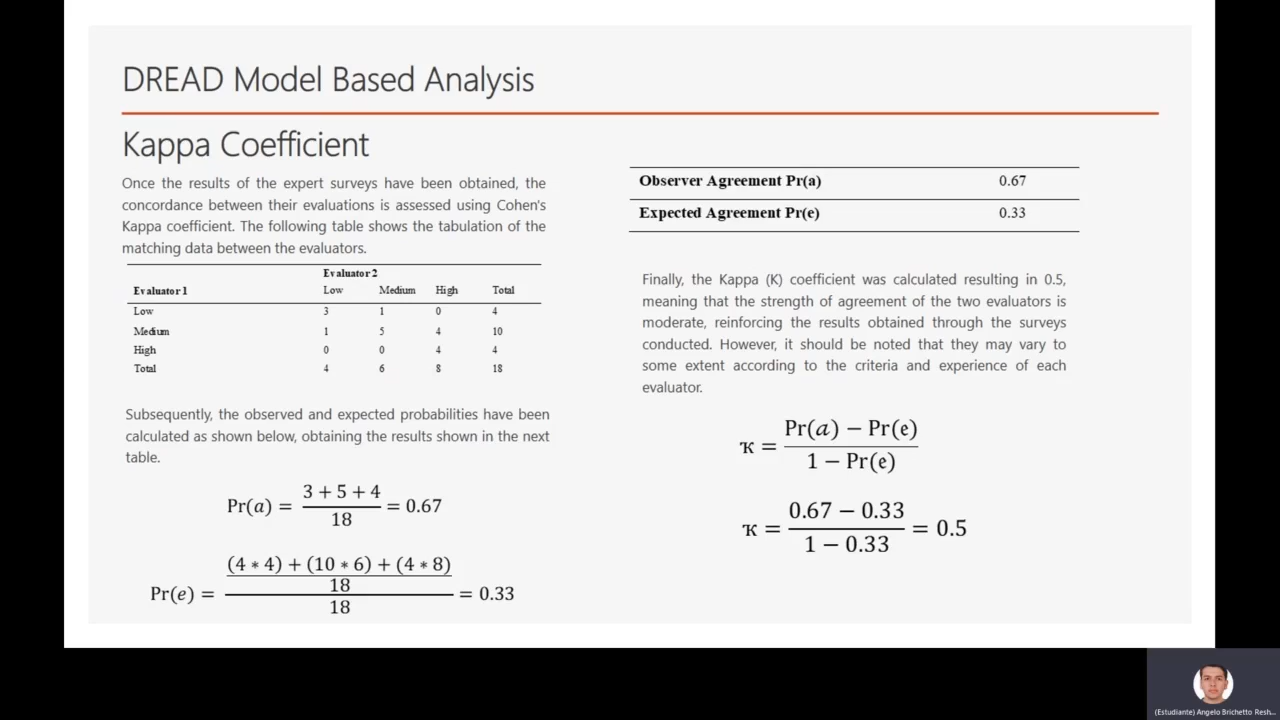 DREAD Model Based Analysis
Kappa Coefficient
Once the results of the expert surveys have been obtained, the
concordance between their evaluations is assessed using Cohen's
Kappa coefficient. The following table shows the tabulation of the
matching data between the evaluators.
Evaluator 2
Evaluator 1 Low Medium High Total
Low 3 1 0 4
Medium 1 5 4 10
High 0 0 4 4
Total 4 6 8 18
Subsequently, the observed and expected probabilities have been
calculated as shown below, obtaining the results shown in the next
table.
3 + 5 + 4
Pr(a) = = 0.67
18
(4 * 4) + (10 * 6) + (4 * 8)
18
Pr(e) = = 0.33
18
Observer Agreement Pr(a) 0.67
Expected Agreement Pr(e) 0.33
Finally, the Kappa (K) coefficient was calculated resulting in 0.5,
meaning that the strength of agreement of the two evaluators is
moderate, reinforcing the results obtained through the surveys
conducted. However, it should be noted that they may vary to
some extent according to the criteria and experience of each
evaluator.
Pr(a) − Pr(e)
ҡ =
1 − Pr(e)
0.67 − 0.33
ҡ = = 0.5
1 − 0.33
(Estudiante) Angelo Brichetto Resh...